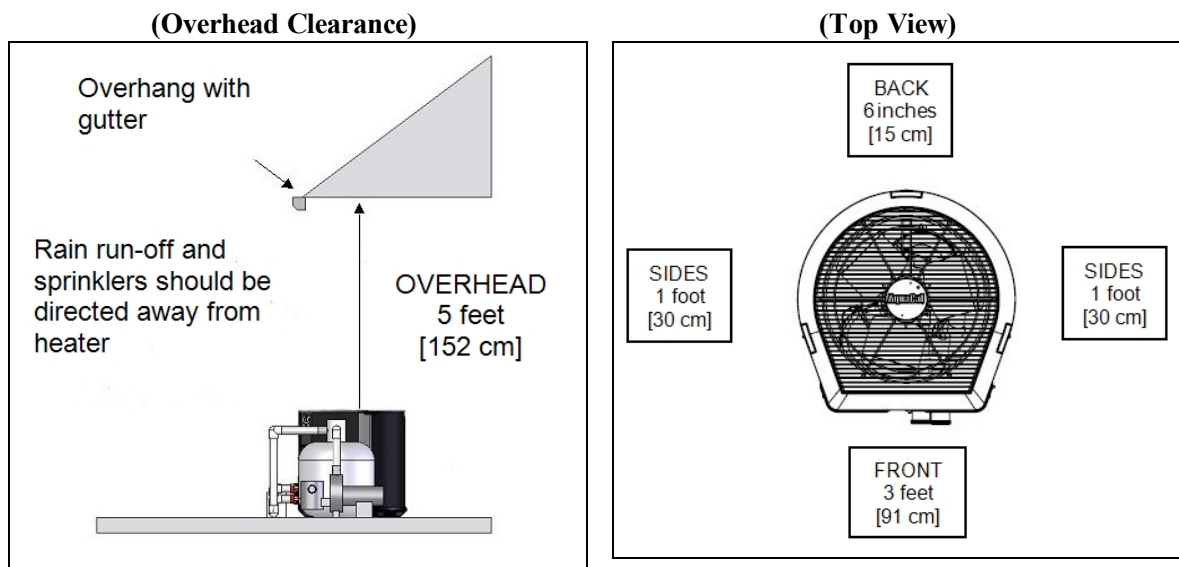 (Overhead Clearance)
Overhang with
gutter
Rain run-off and
sprinklers should be
directed away from
heater
OVERHEAD
5 feet
[152 cm]
(Top View)
BACK
6 inches
[15 cm]
SIDES
1 foot
[30 cm]
AquaCal
SIDES
1 foot
[30 cm]
FRONT
3 feet
[91 cm]